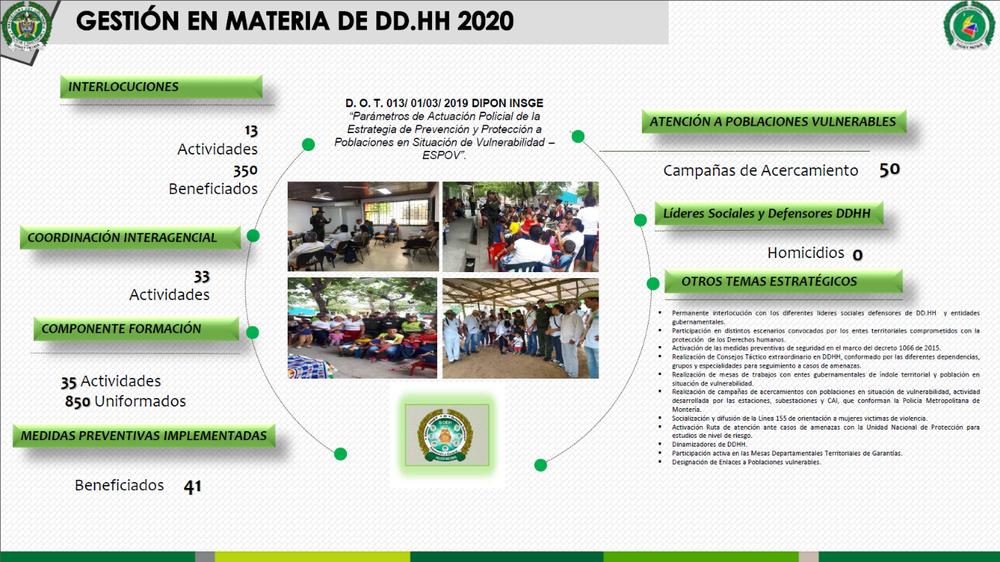 GESTIÓN EN MATERIA DE DD.HH 2020
INTERLOCUCIONES
13
Actividades
350
Beneficiados
COORDINACIÓN INTERAGENCIAL
33
Actividades
COMPONENTE FORMACIÓN
35 Actividades
850 Uniformados
MEDIDAS PREVENTIVAS IMPLEMENTADAS
Beneficiados 41
D. O. T. 013/ 01/03/ 2019 DIPON INSGE
“Parámetros de Actuación Policial de la
Estrategia de Prevención y Protección a
Poblaciones en Situación de Vulnerabilidad –
ESPOV”.
SIDEH
POLICÍA NACIONAL
ATENCIÓN A POBLACIONES VULNERABLES
Campañas de Acercamiento 50
Líderes Sociales y Defensores DDHH
Homicidios 0
OTROS TEMAS ESTRATÉGICOS
▪ Permanente interlocución con los diferentes lideres sociales defensores de DD.HH y entidades
gubernamentales.
▪ Participación en distintos escenarios convocados por los entes territoriales comprometidos con la
protección de los Derechos humanos.
▪ Activación de las medidas preventivas de seguridad en el marco del decreto 1066 de 2015.
▪ Realización de Consejos Táctico extraordinario en DDHH, conformado por las diferentes dependencias,
grupos y especialidades para seguimiento a casos de amenazas.
▪ Realización de mesas de trabajos con entes gubernamentales de índole territorial y población en
situación de vulnerabilidad.
▪ Realización de campañas de acercamientos con poblaciones en situación de vulnerabilidad, actividad
desarrollada por las estaciones, subestaciones y CAI, que conforman la Policía Metropolitana de
Montería.
▪ Socialización y difusión de la Línea 155 de orientación a mujeres victimas de violencia.
▪ Activación Ruta de atención ante casos de amenazas con la Unidad Nacional de Protección para
estudios de nivel de riesgo.
▪ Dinamizadores de DDHH.
▪ Participación activa en las Mesas Departamentales Territoriales de Garantías.
▪ Designación de Enlaces a Poblaciones vulnerables.